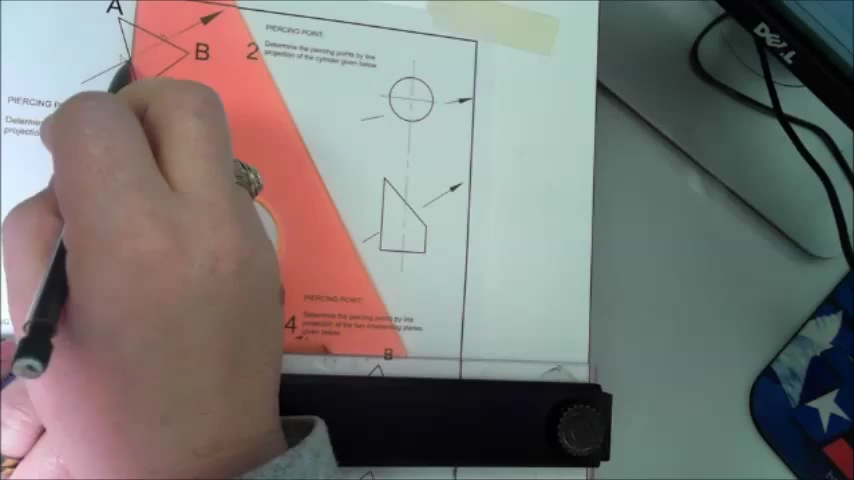 A
B
2
PIERCING POINT:
Determine the piercing points by line
projection of the cylinder given below
PIERCING
Determine
projection
PIERCING POINT:
4
Determine the piercing points by line
projection of the two intersecting planes
given below.
B
DELL